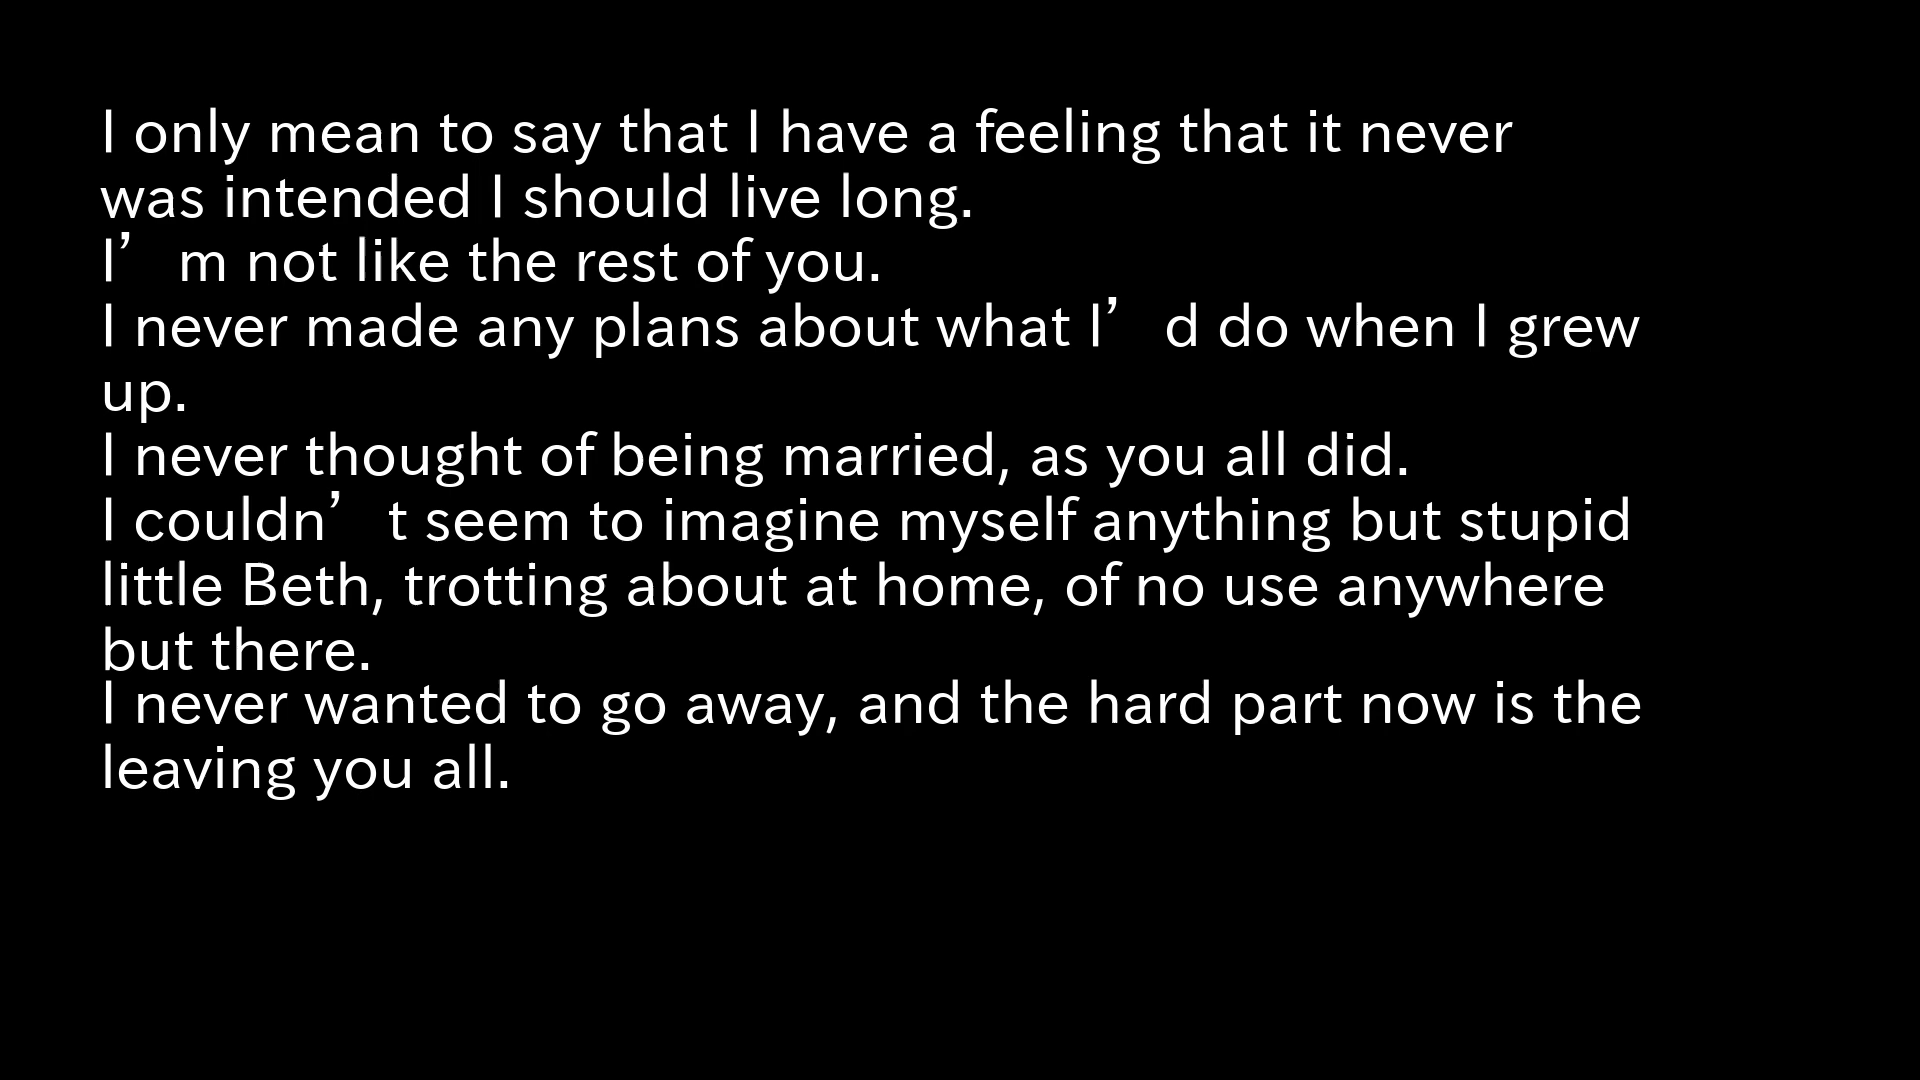 I only mean to say that I have a feeling that it never
was intended I should live long.
I’m not like the rest of you.
I never made any plans about what I’d do when I grew
up.
I never thought of being married, as you all did.
I couldn’t seem to imagine myself anything but stupid
little Beth, trotting about at home, of no use anywhere
but there.
I never wanted to go away, and the hard part now is the
leaving you all.